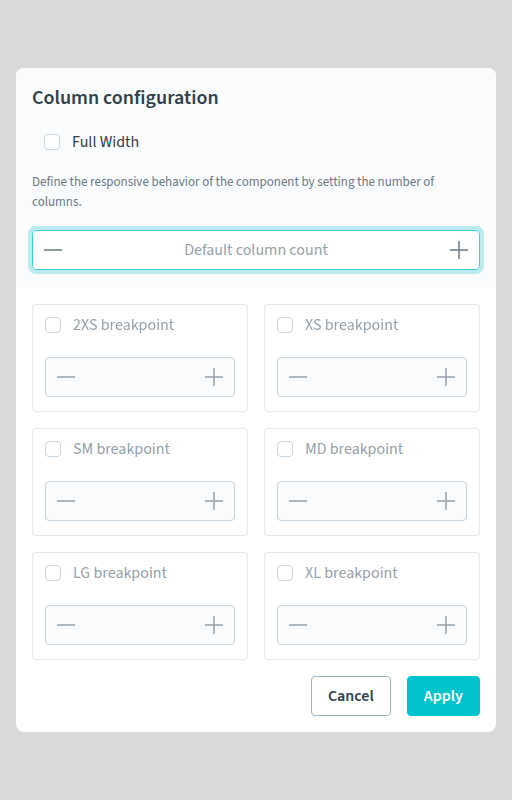 Column configuration
Full Width
Define the responsive behavior of the component by setting the number of
columns.
Default column count
2XS breakpoint
XS breakpoint
SM breakpoint
MD breakpoint
LG breakpoint
XL breakpoint
Cancel
Apply